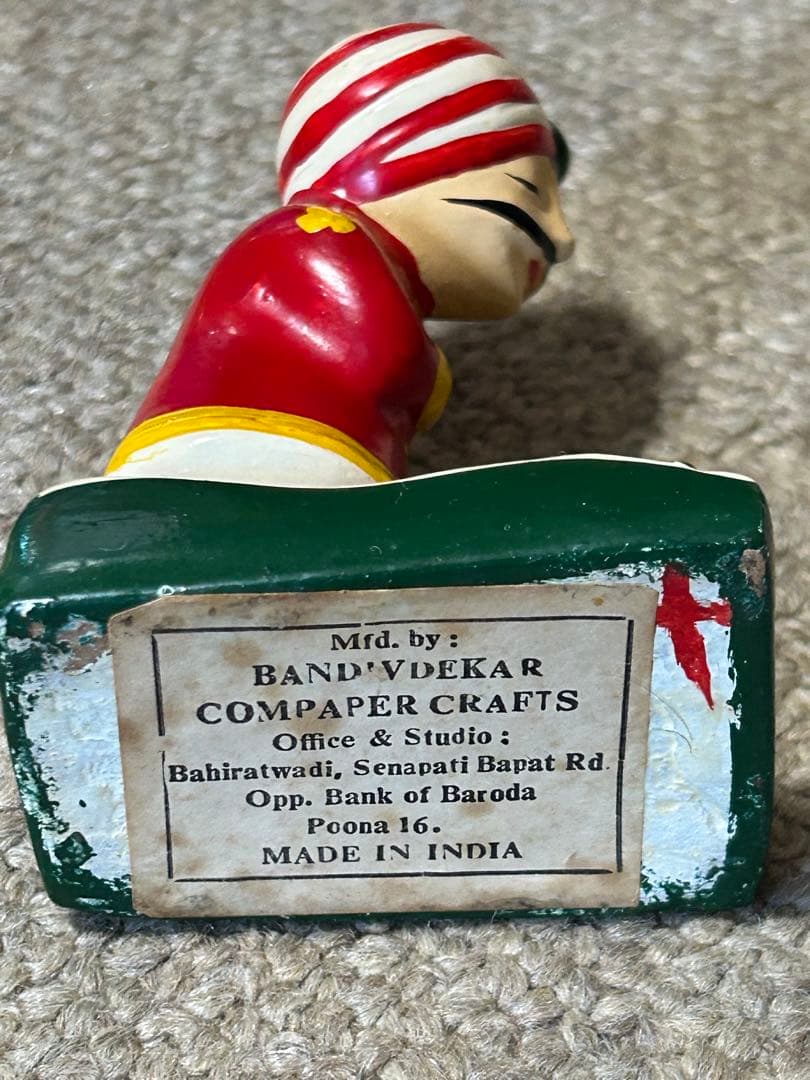 Mfd. by :
BAND'VDEKAR
COMPAPER CRAFTS
Office & Studio :
Bahiratwadi, Senapati Bapat Rd.
Opp. Bank of Baroda
Poona 16.
MADE IN INDIA